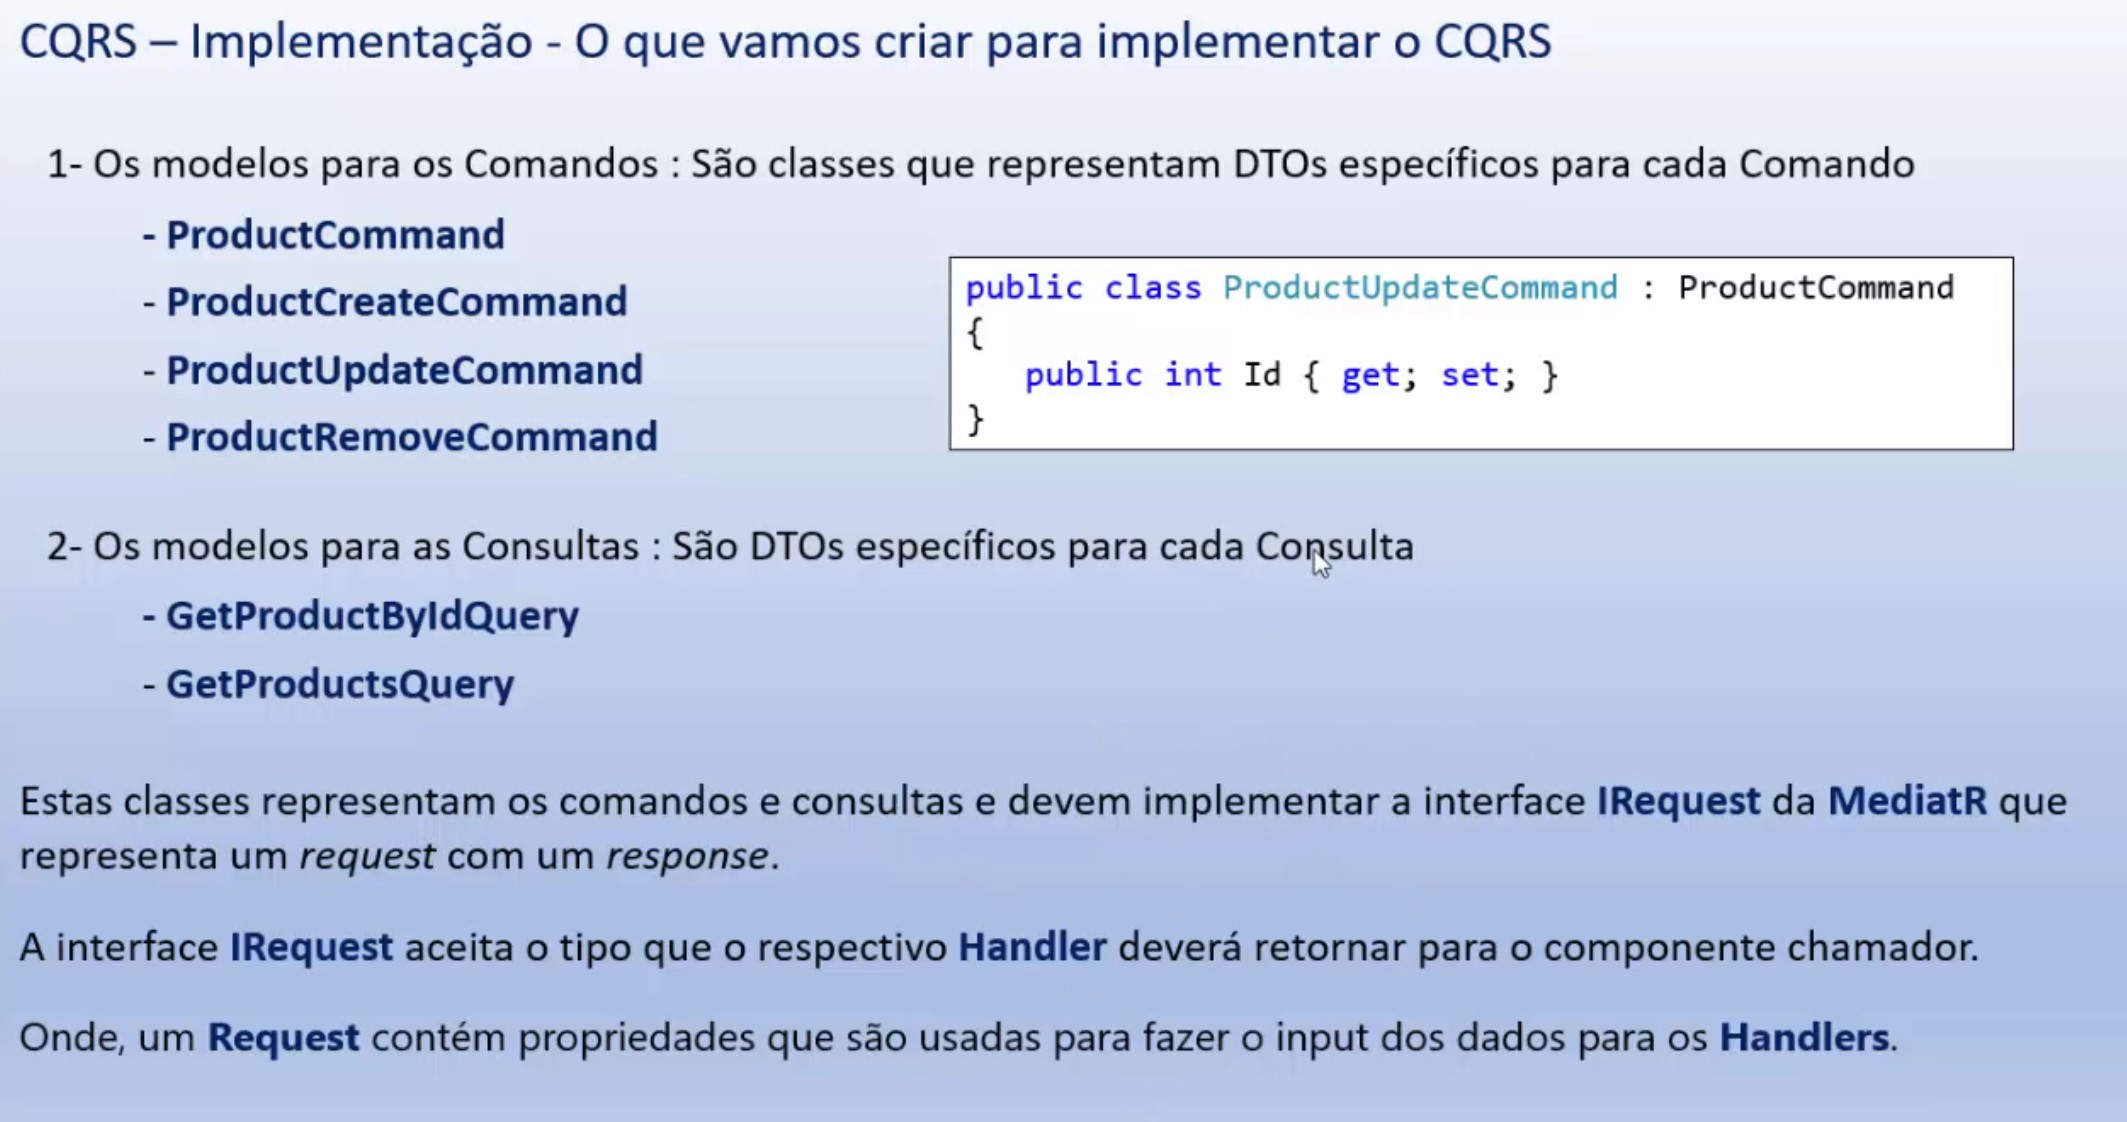 CQRS – Implementação - O que vamos criar para implementar o CQRS
1- Os modelos para os Comandos : São classes que representam DTOs específicos para cada Comando
- ProductCommand
- ProductCreateCommand
- ProductUpdateCommand
- ProductRemoveCommand
public class ProductUpdateCommand : ProductCommand
{
public int Id { get; set; }
}
2- Os modelos para as Consultas : São DTOs específicos para cada Consulta
- GetProductByIdQuery
- GetProductsQuery
Estas classes representam os comandos e consultas e devem implementar a interface IRequest da MediatR que
representa um request com um response.
A interface IRequest aceita o tipo que o respectivo Handler deverá retornar para o componente chamador.
Onde, um Request contém propriedades que são usadas para fazer o input dos dados para os Handlers.